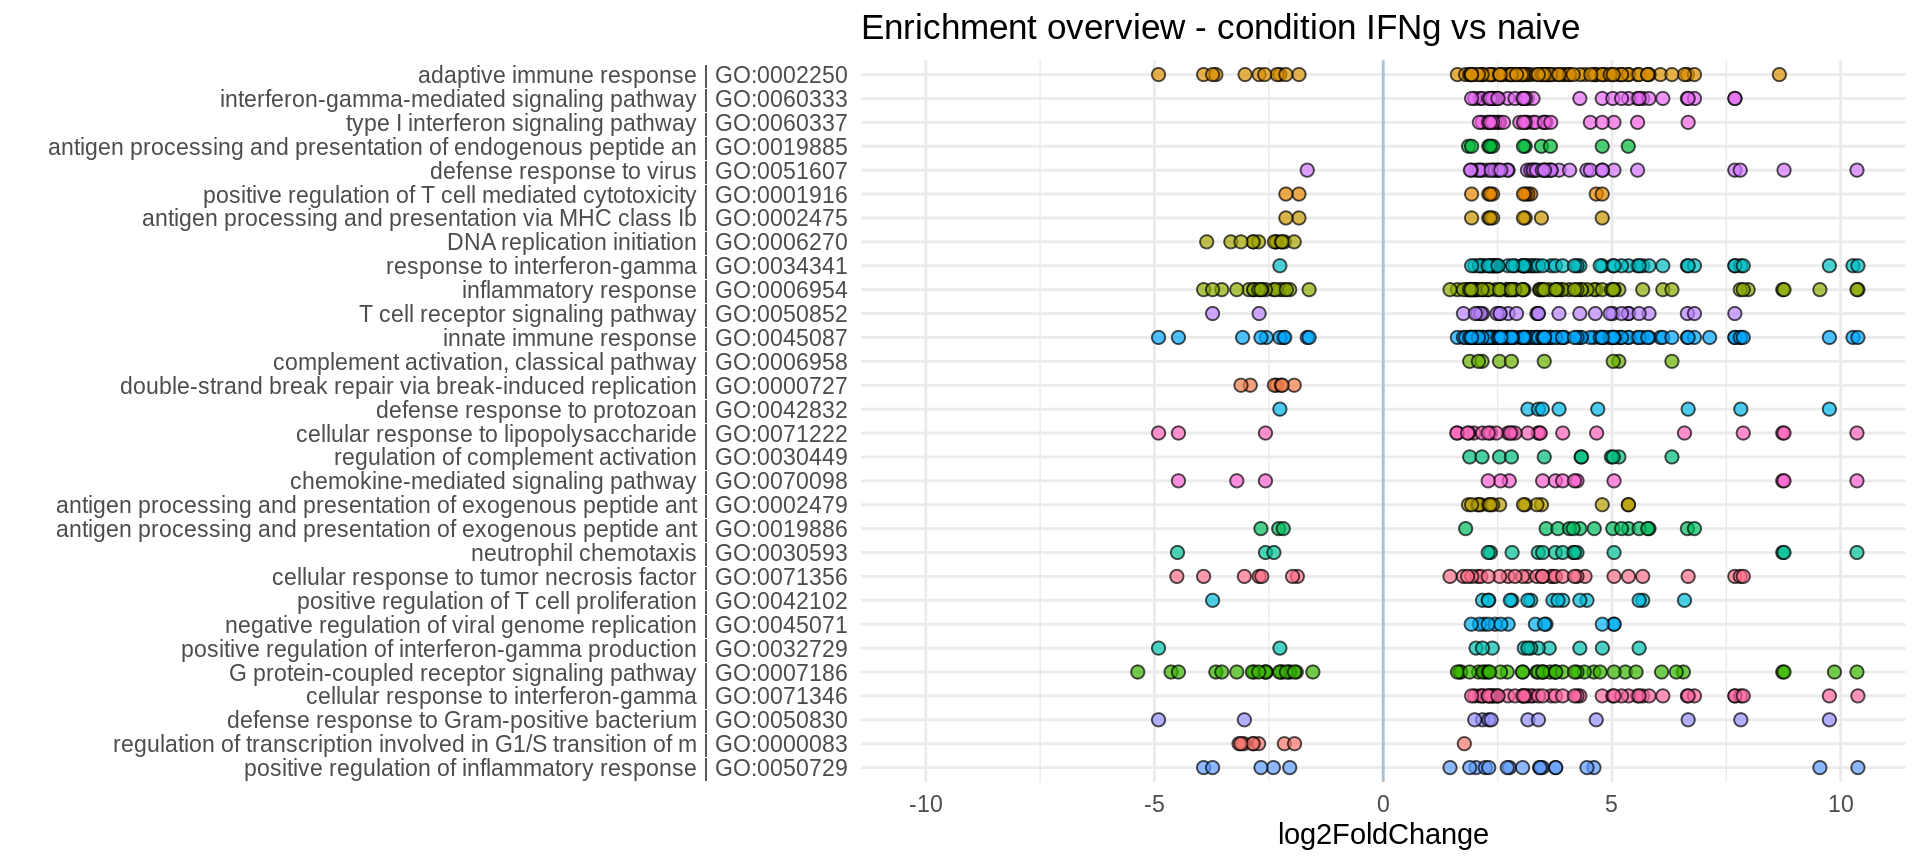 Enrichment overview - condition IFNg vs naive
adaptive immune response | GO:0002250
interferon-gamma-mediated signaling pathway | GO:0060333
type I interferon signaling pathway | GO:0060337
antigen processing and presentation of endogenous peptide an | GO:0019885
defense response to virus | GO:0051607
positive regulation of T cell mediated cytotoxicity | GO:0001916
antigen processing and presentation via MHC class Ib | GO:0002475
DNA replication initiation | GO:0006270
response to interferon-gamma | GO:0034341
inflammatory response | GO:0006954
T cell receptor signaling pathway | GO:0050852
innate immune response | GO:0045087
complement activation, classical pathway | GO:0006958
double-strand break repair via break-induced replication | GO:0000727
defense response to protozoan | GO:0042832
cellular response to lipopolysaccharide | GO:0071222
regulation of complement activation | GO:0030449
chemokine-mediated signaling pathway | GO:0070098
antigen processing and presentation of exogenous peptide ant | GO:0002479
antigen processing and presentation of exogenous peptide ant | GO:0019886
neutrophil chemotaxis | GO:0030593
cellular response to tumor necrosis factor | GO:0071356
positive regulation of T cell proliferation | GO:0042102
negative regulation of viral genome replication | GO:0045071
positive regulation of interferon-gamma production | GO:0032729
G protein-coupled receptor signaling pathway | GO:0007186
cellular response to interferon-gamma | GO:0071346
defense response to Gram-positive bacterium | GO:0050830
regulation of transcription involved in G1/S transition of m | GO:0000083
positive regulation of inflammatory response | GO:0050729
-10 -5 0 5 10
log2FoldChange